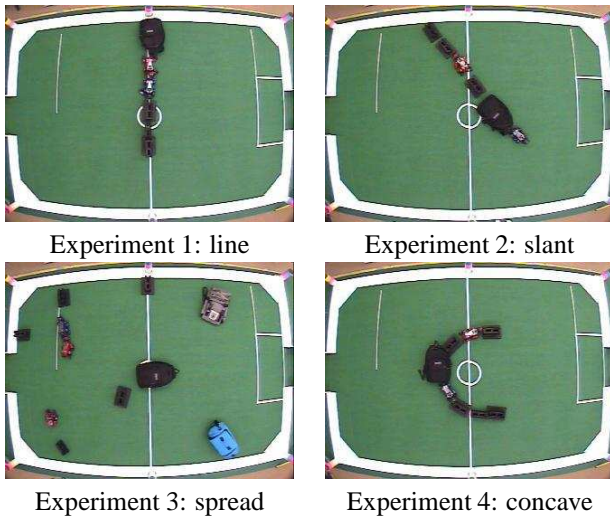 Experiment 1: line
Experiment 2: slant
Experiment 3: spread
Experiment 4: concave